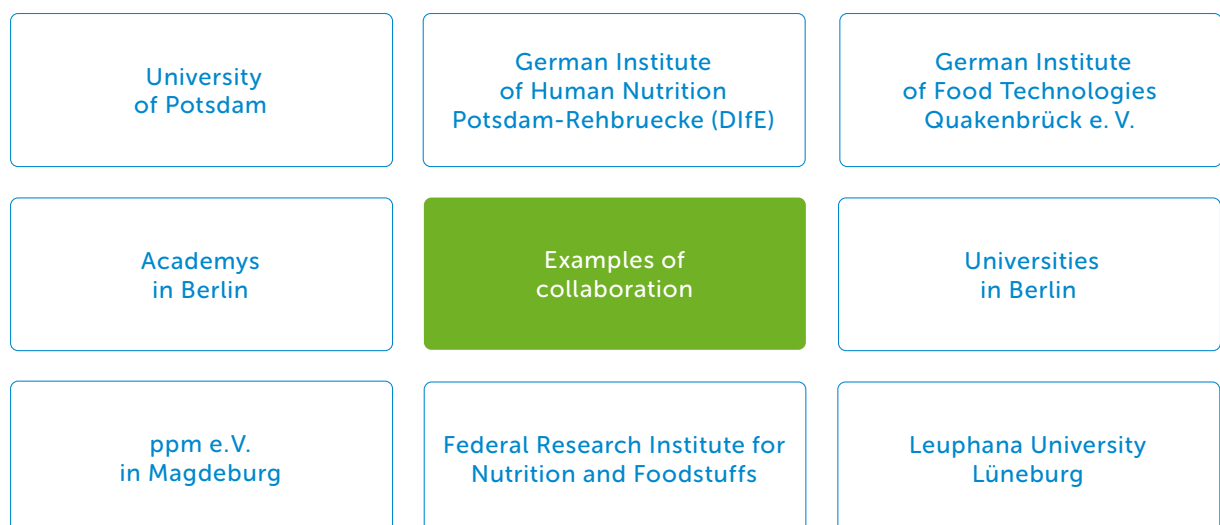 University
of Potsdam
German Institute
of Human Nutrition
Potsdam-Rehbruecke (DIfE)
German Institute
of Food Technologies
Quakenbrück e. V.
Academys
in Berlin
Examples of
collaboration
Universities
in Berlin
ppm e.V.
in Magdeburg
Federal Research Institute for
Nutrition and Foodstuffs
Leuphana University
Lüneburg